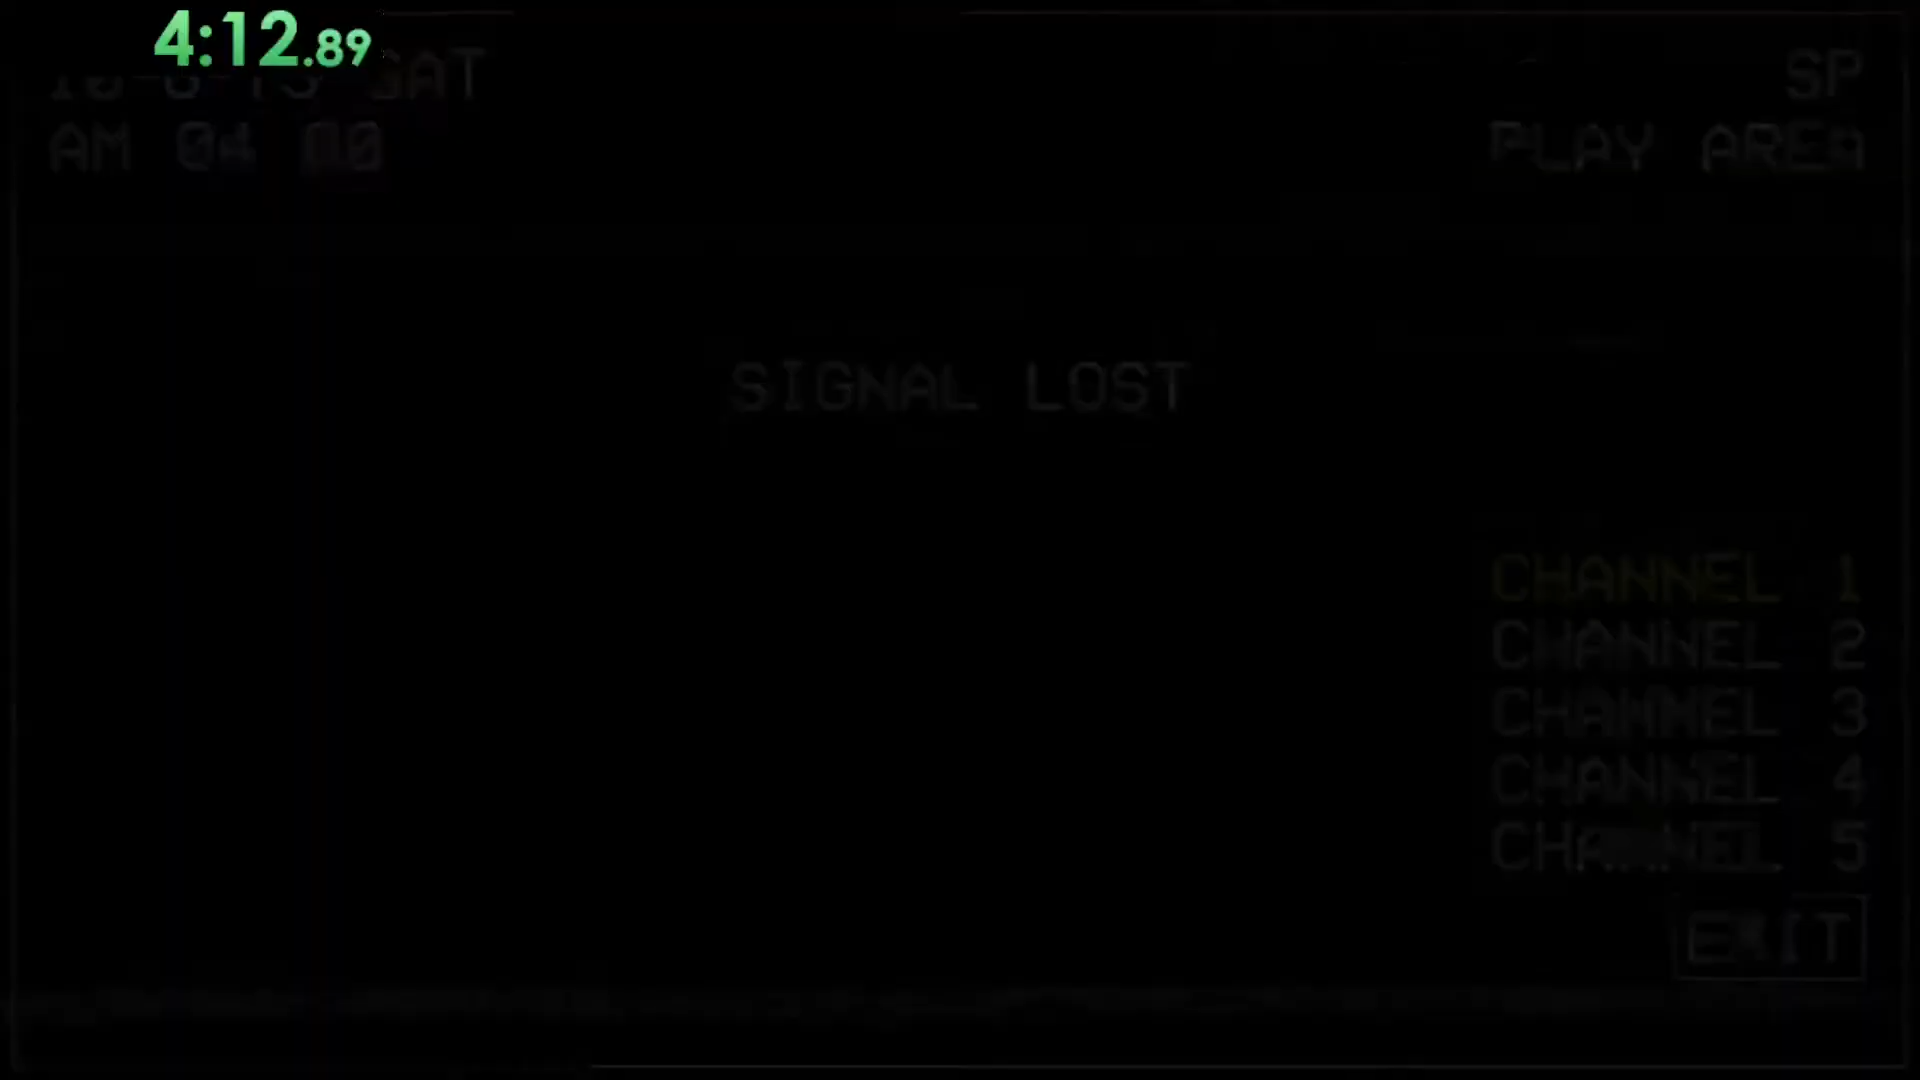 4:12.89
SAT
SP
AM 04 00
PLAY AREA
SIGNAL LOST
CHANNEL 1
CHANNEL 2
CHANNEL 3
CHANNEL 4
CHANNEL 5
EXIT